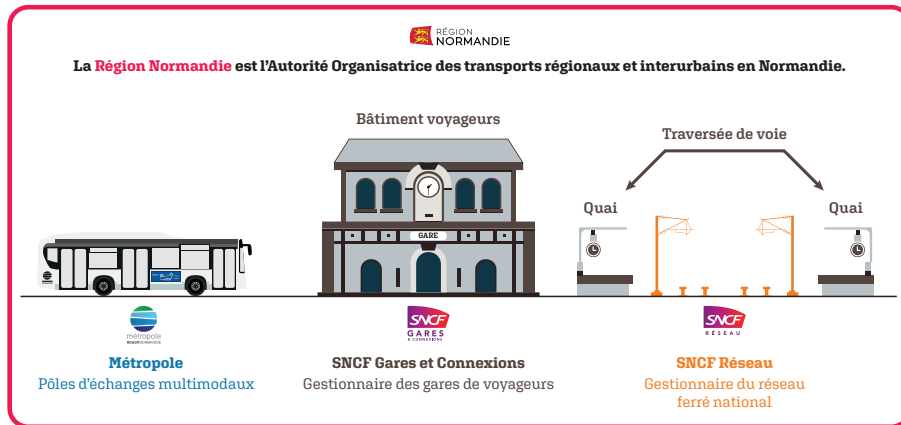 RÉGION
NORMANDIE
La Région Normandie est l'Autorité Organisatrice des transports régionaux et interurbains en Normandie.
Bâtiment voyageurs
Traversée de voie
Quai
Quai
GARE
métropole
ROUENNORMANDIE
SNCF
GARES
& CONNEXIONS
SNCF
RÉSEAU
Métropole
Pôles d'échanges multimodaux
SNCF Gares et Connexions
Gestionnaire des gares de voyageurs
SNCF Réseau
Gestionnaire du réseau
ferré national